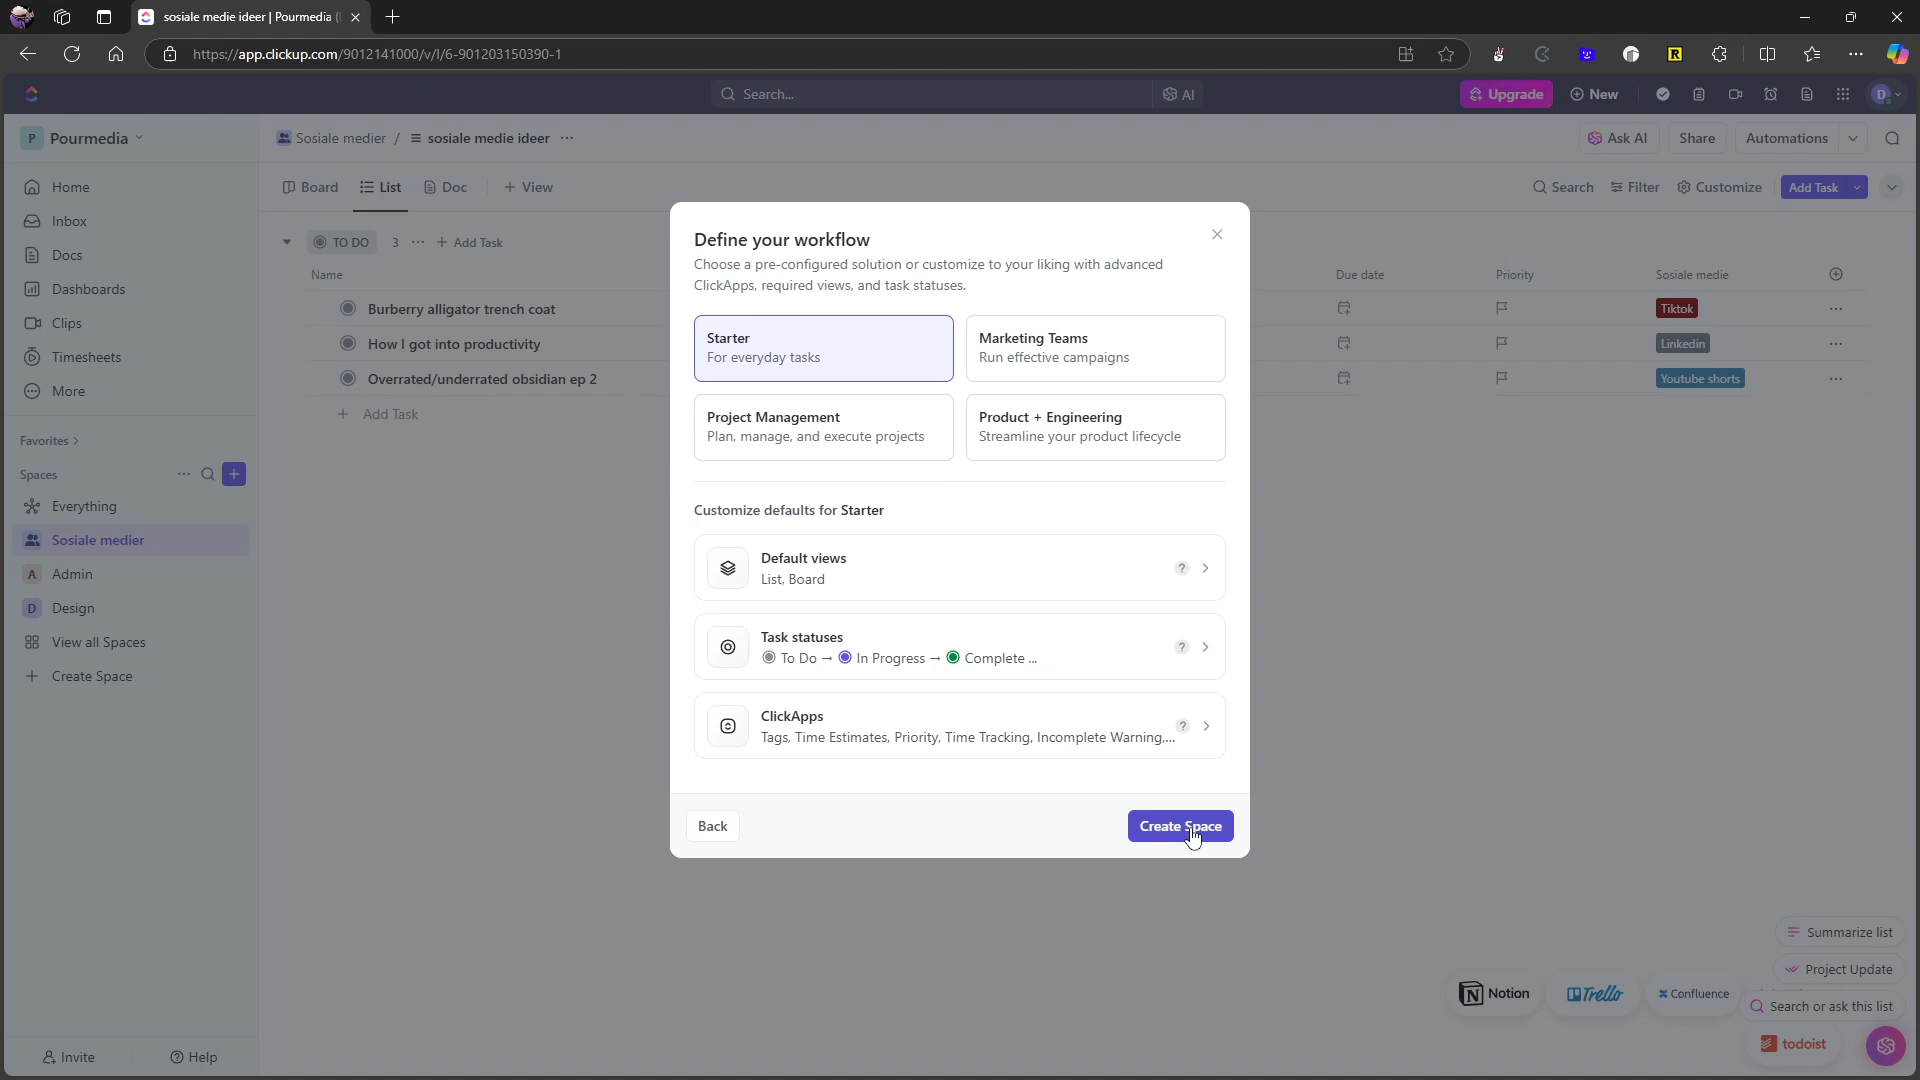 sosiale medie ideer | Pourmedia (
https://app.clickup.com/9012141000/v/l/6-901203150390-1
Search...
AI
Upgrade
New
D
P Pourmedia
Sosiale medier / sosiale medie ideer
Ask AI
Share
Automations
Home
Inbox
Docs
Dashboards
Clips
Timesheets
More
Favorites
Spaces
Everything
Sosiale medier
A Admin
D Design
View all Spaces
Create Space
Invite
Help
Board
List
Doc
View
Search
Filter
Customize
Add Task
TO DO 3 Add Task
Name
Due date
Priority
Sosiale medie
Burberry alligator trench coat
Tiktok
How I got into productivity
Linkedin
Overrated/underrated obsidian ep 2
Youtube shorts
Add Task
Define your workflow
Choose a pre-configured solution or customize to your liking with advanced
ClickApps, required views, and task statuses.
Starter
For everyday tasks
Marketing Teams
Run effective campaigns
Project Management
Plan, manage, and execute projects
Product + Engineering
Streamline your product lifecycle
Customize defaults for Starter
Default views
List, Board
?
Task statuses
To Do → In Progress → Complete ...
?
ClickApps
Tags, Time Estimates, Priority, Time Tracking, Incomplete Warning,...
?
Back
Create Space
Summarize list
Project Update
Notion
Trello
Confluence
Search or ask this list
todoist